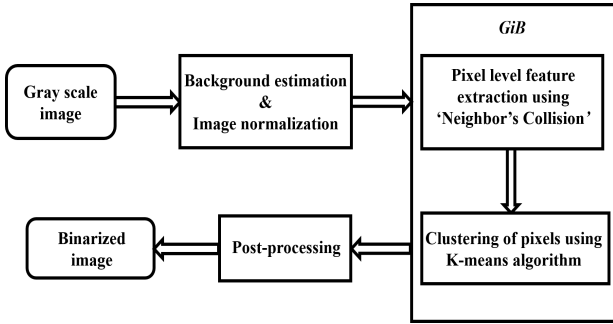 GiB
Gray scale
image
Background estimation
&
Image normalization
Pixel level feature
extraction using
‘Neighbor’s Collision’
Clustering of pixels using
K-means algorithm
Post-processing
Binarized
image